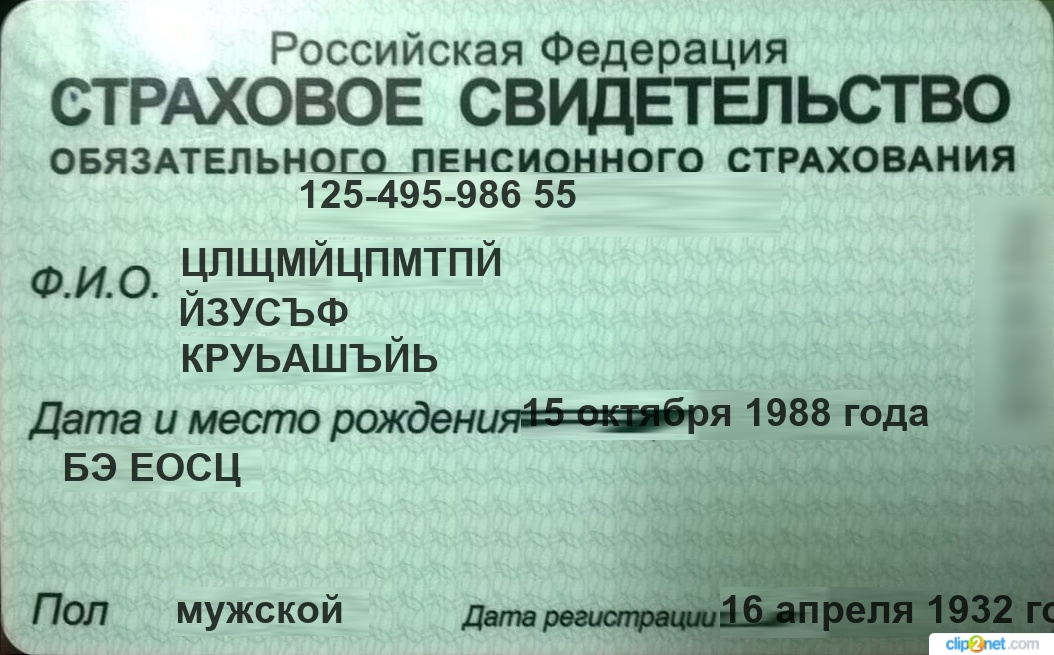 Российская Федерация
СТРАХОВОЕ СВИДЕТЕЛЬСТВО
ОБЯЗАТЕЛЬНОГО ПЕНСИОННОГО СТРАХОВАНИЯ
125-495-986 55
Ф.И.О. ЦЛЩМЙЦПМТПЙ
ЙЗУСЪФ
КРУЬАШЪЙЬ
Дата и место рождения 15 октября 1988 года
БЭ ЕОСЦ
Пол мужской Дата регистрации 16 апреля 1932 го
clip2net.com